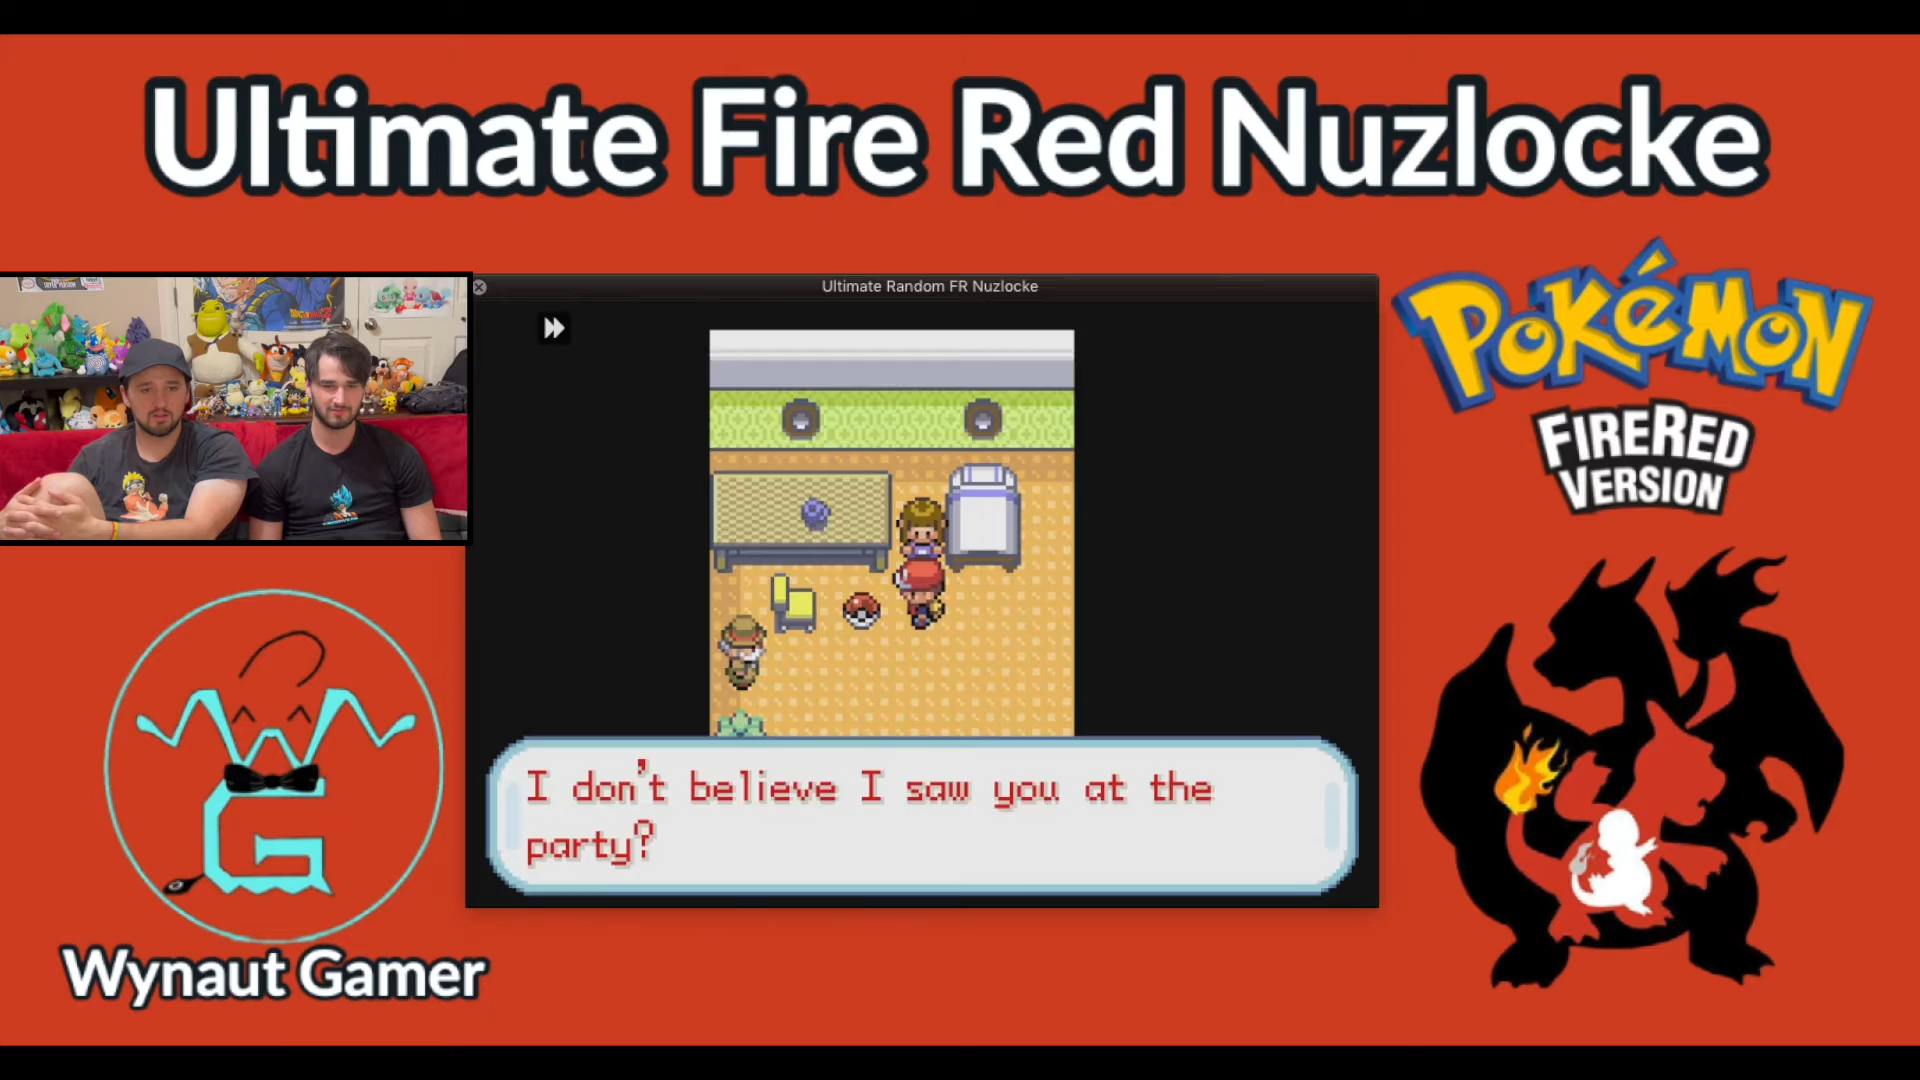 Ultimate Fire Red Nuzlocke
Ultimate Random FR Nuzlocke
POKéMON
FIRERED
VERSION
I don't believe I saw you at the
party?
WG
Wynaut Gamer